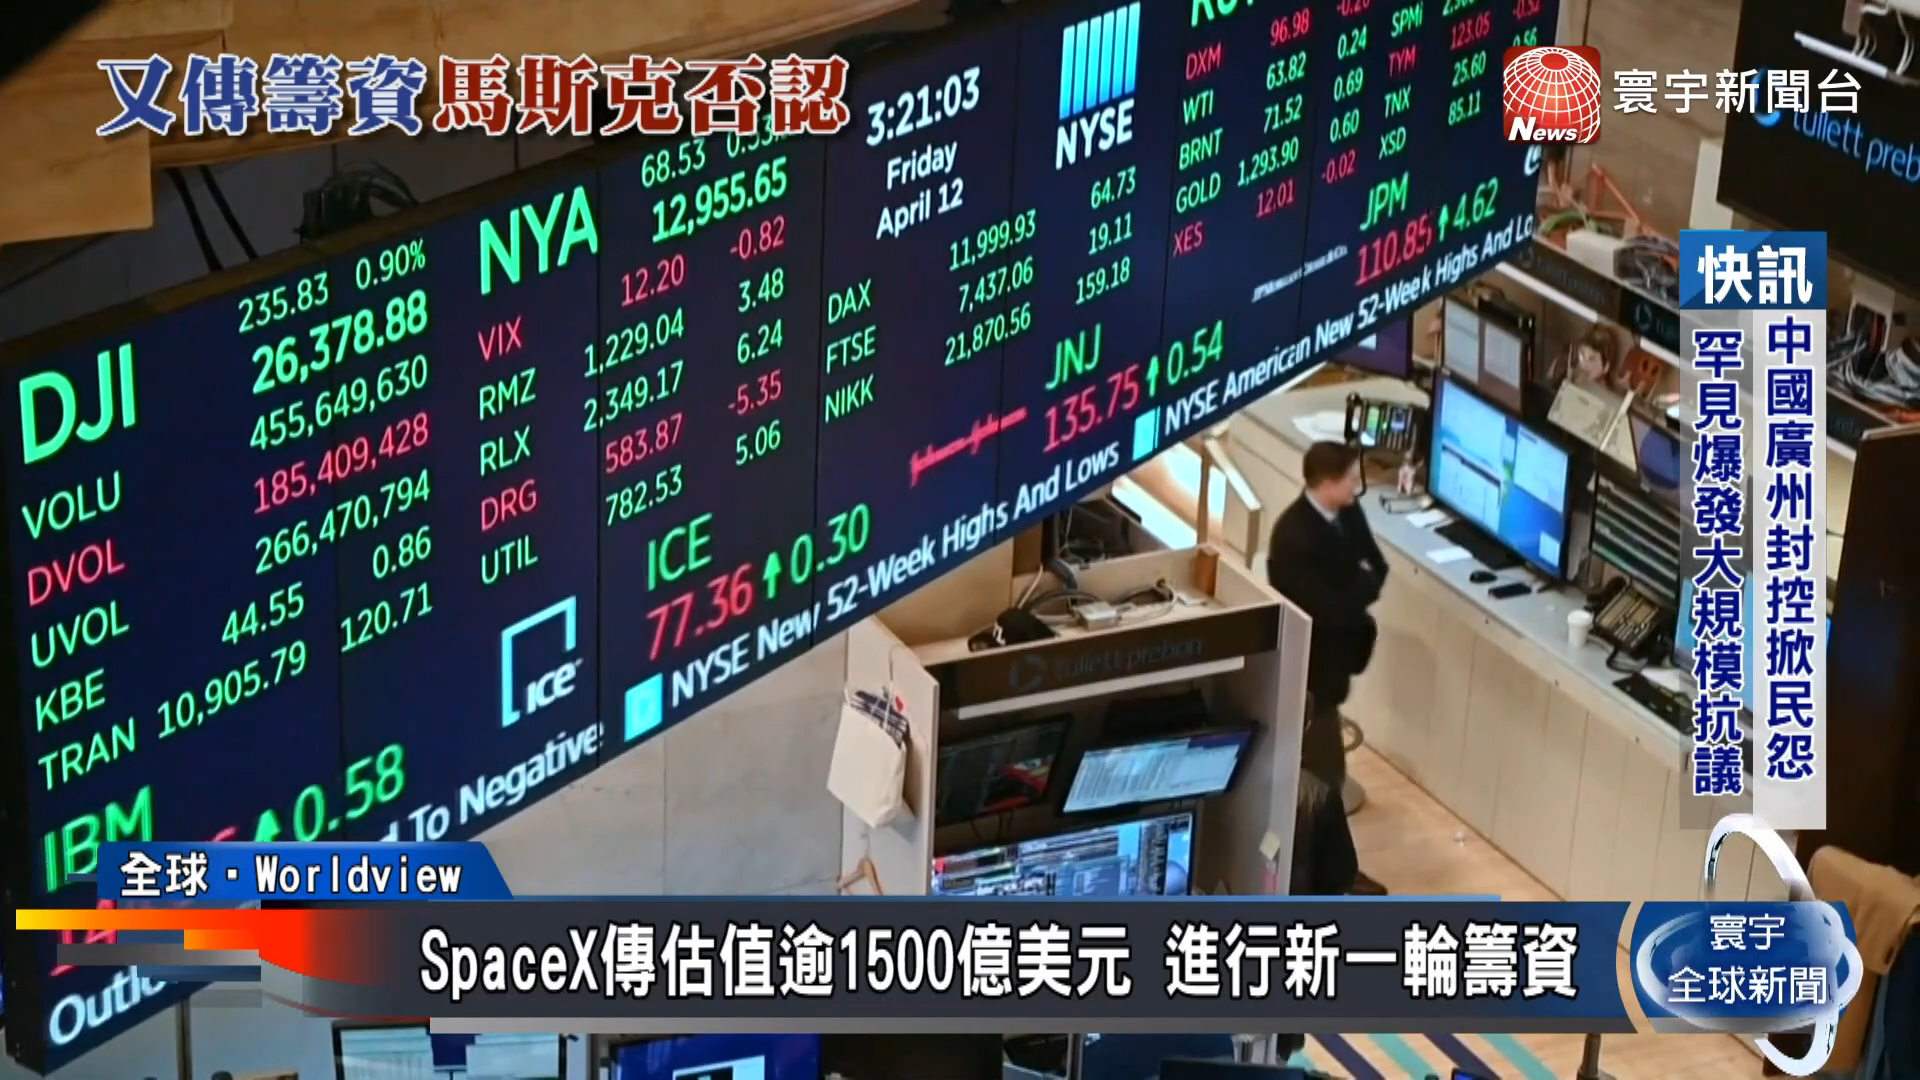 又傳籌資 馬斯克否認
News 寰宇新聞台
快訊
中國廣州封控掀民怨
罕見爆發大規模抗議
tullett preb
3:21:03
Friday
April 12
NYSE
DJI
235.83 0.90%
26,378.88
VOLU 455,649,630
DVOL 185,409,428
UVOL 266,470,794
KBE 44.55 0.86
TRAN 10,905.79 120.71
IBM
0.58
NYA
68.53
12,955.65
VIX 12.20 -0.82
RMZ 1,229.04 3.48
RLX 2,349.17 6.24
DRG 583.87 -5.35
UTIL 782.53 5.06
ice
ICE
77.36 0.30
DAX 11,999.93 64.73
FTSE 7,437.06 19.11
NIKK 21,870.56 159.18
JNJ
135.75 0.54
DXM 96.98
WTI 63.82 0.24
BRNT 71.52 0.69
GOLD 1,293.90 0.60
XES 12.01 -0.02
SPMI
TYM 123.05
TNX 25.60
XSD 85.11
JPM
110.85 4.62
To Negative
NYSE New 52-Week Highs And Lows
NYSE American New 52-Week Highs And Lo
tullett prebon
全球・Worldview
SpaceX傳估值逾1500億美元 進行新一輪籌資
寰宇
全球新聞